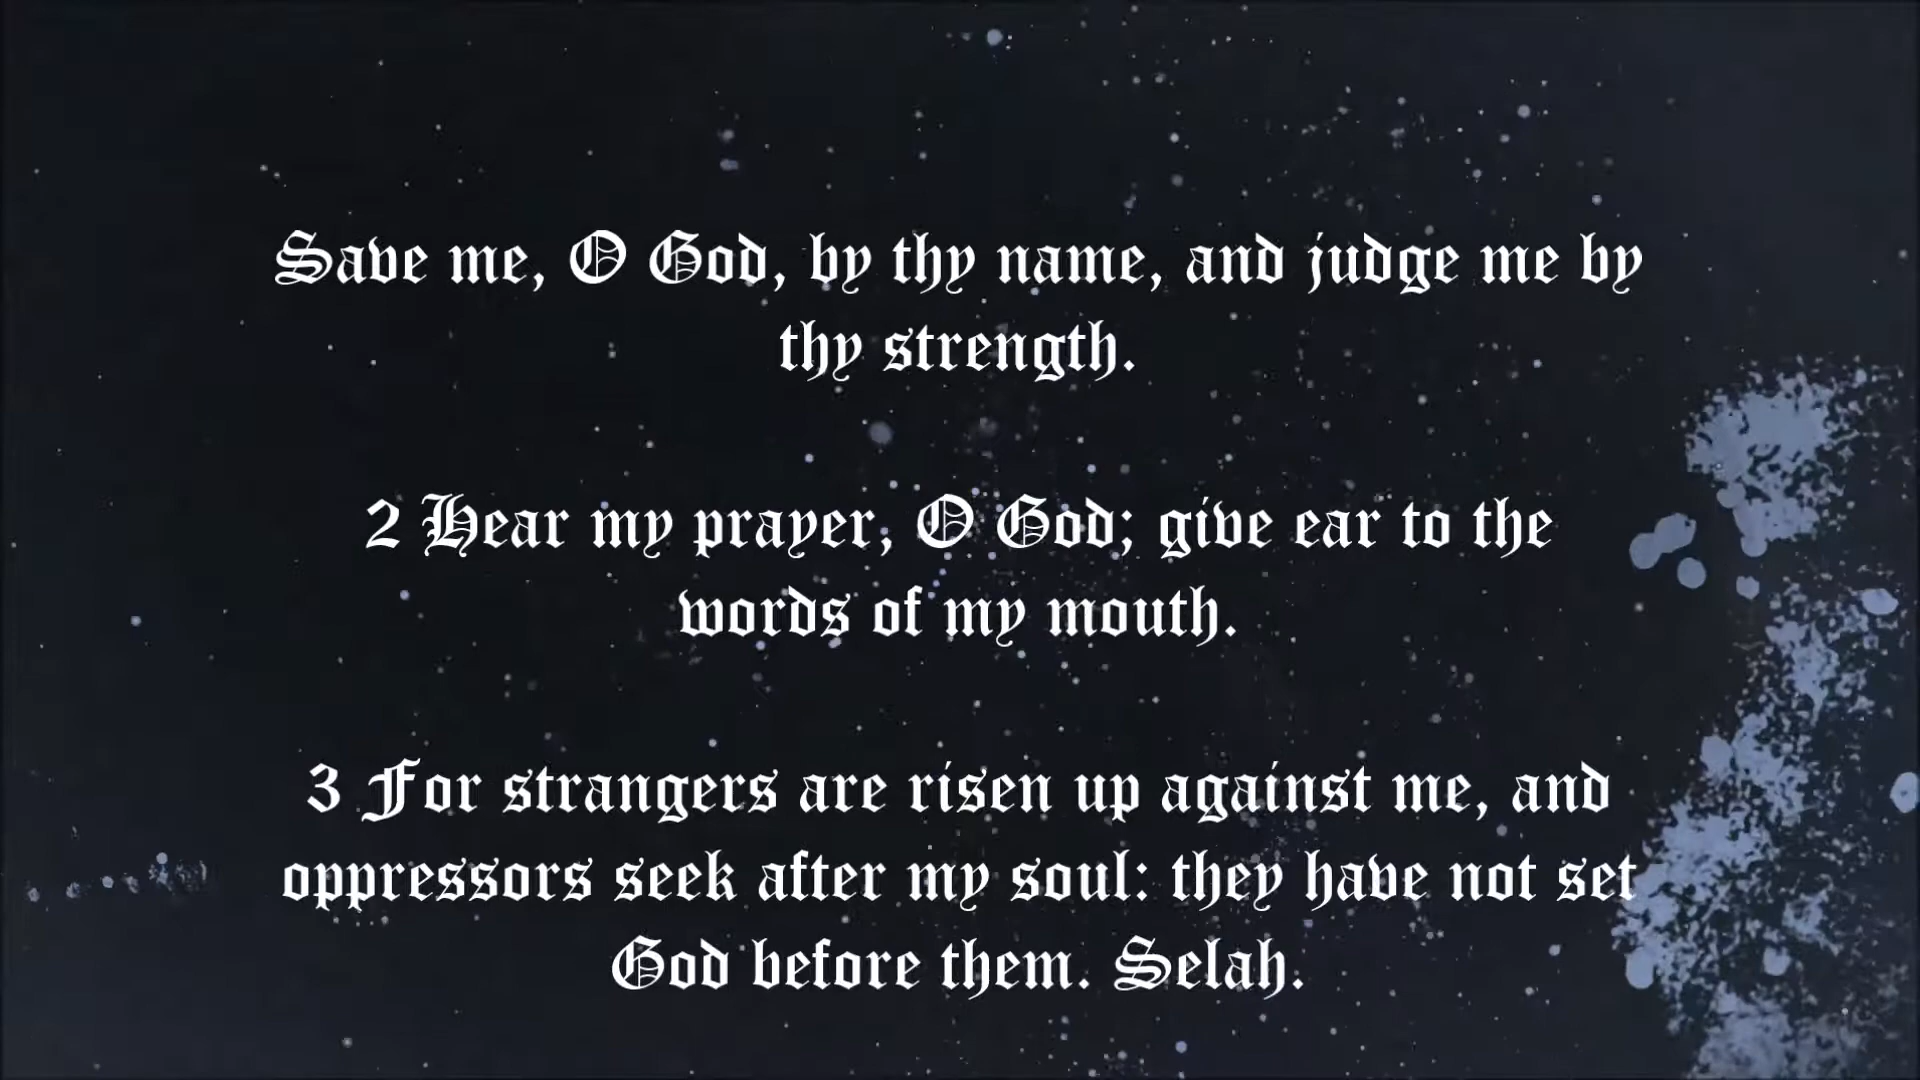 Save me, O God, by thy name, and judge me by
thy strength.
2 Hear my prayer, O God; give ear to the
words of my mouth.
3 For strangers are risen up against me, and
oppressors seek after my soul: they have not set
God before them. Selah.